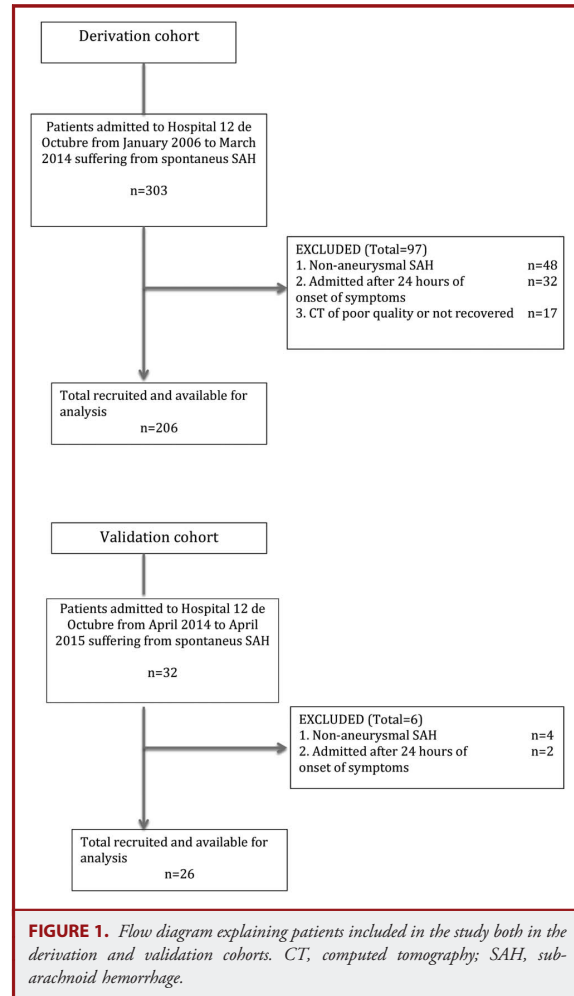 Derivation cohort
Patients admitted to Hospital 12 de
Octubre from January 2006 to March
2014 suffering from spontaneus SAH
n=303
EXCLUDED (Total=97)
1. Non-aneurysmal SAH n=48
2. Admitted after 24 hours of n=32
onset of symptoms
3. CT of poor quality or not recovered n=17
Total recruited and available for
analysis
n=206
Validation cohort
Patients admitted to Hospital 12 de
Octubre from April 2014 to April
2015 suffering from spontaneus SAH
n=32
EXCLUDED (Total=6)
1. Non-aneurysmal SAH n=4
2. Admitted after 24 hours of n=2
onset of symptoms
Total recruited and available for
analysis
n=26
FIGURE 1. Flow diagram explaining patients included in the study both in the
derivation and validation cohorts. CT, computed tomography; SAH, sub-
arachnoid hemorrhage.